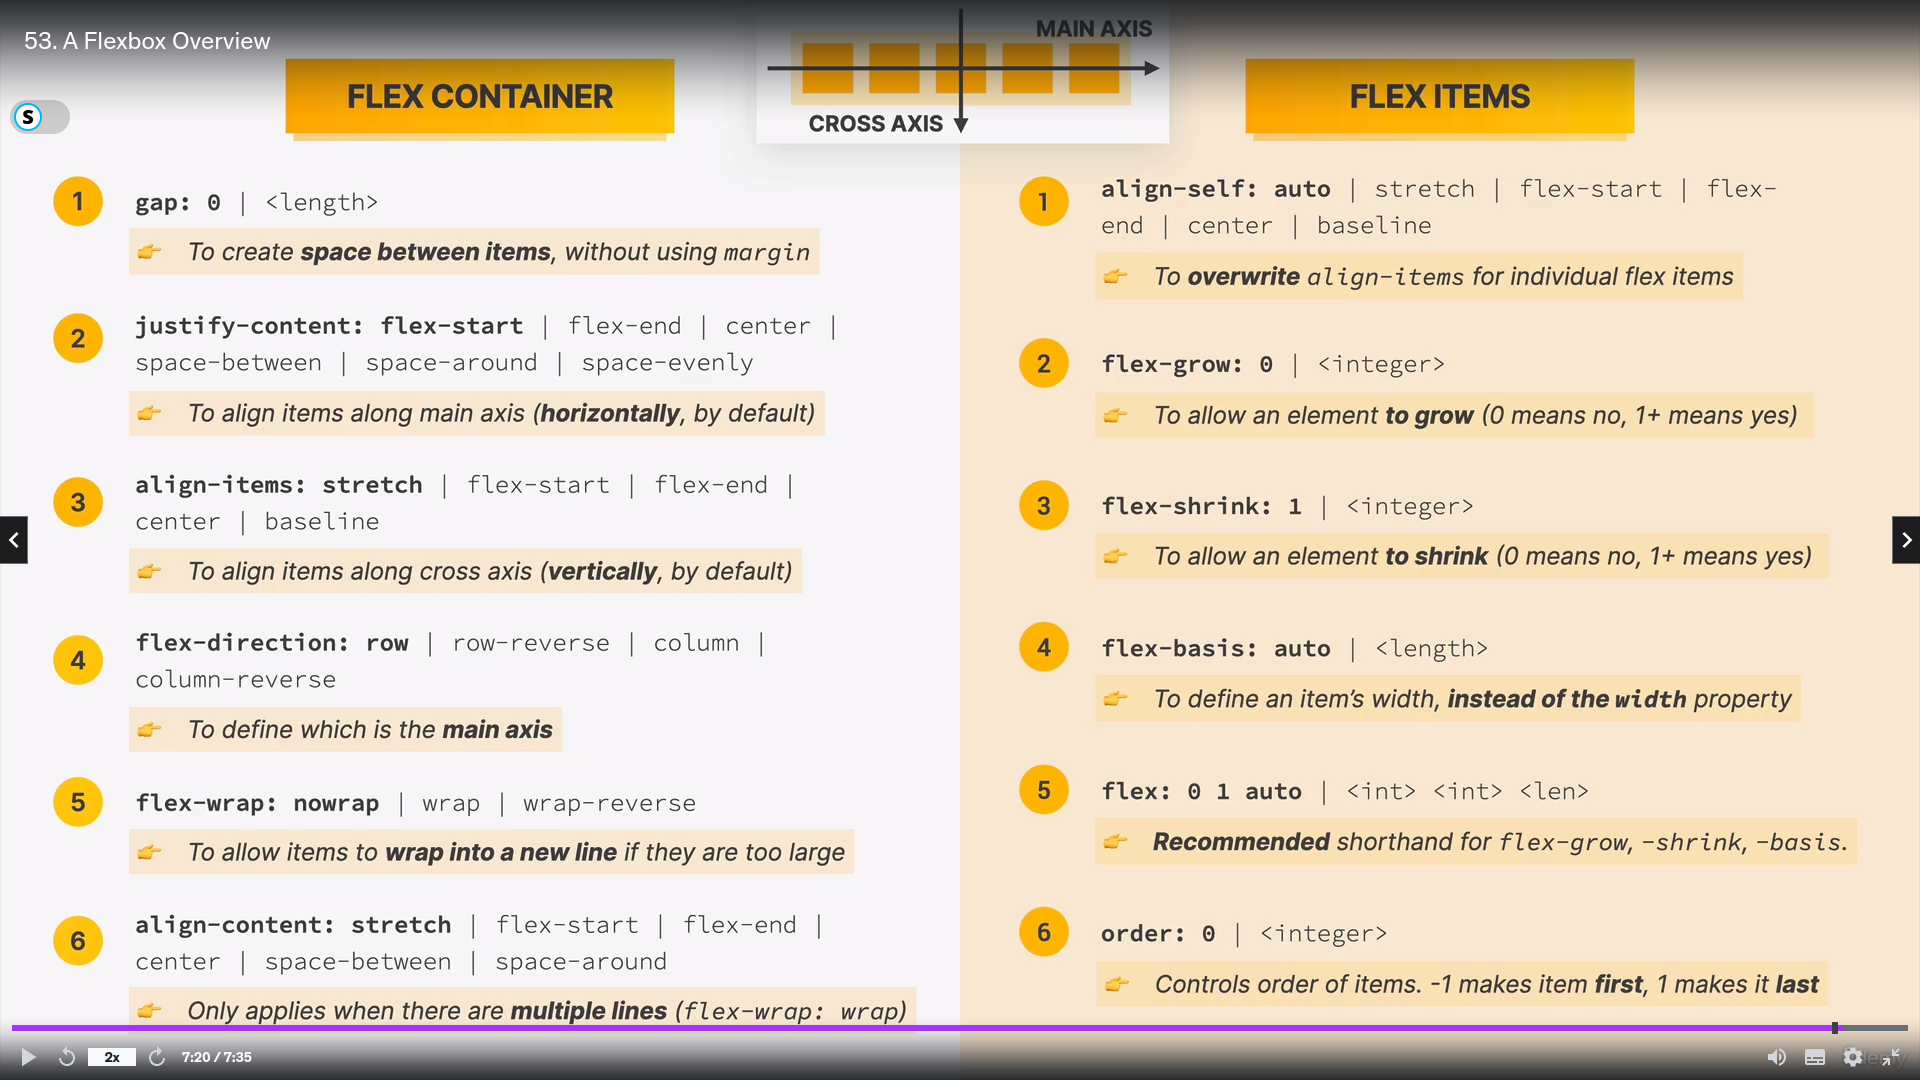 53. A Flexbox Overview
MAIN AXIS
CROSS AXIS
S
FLEX CONTAINER
1
gap: 0 | <length>
👉 To create space between items, without using margin
2
justify-content: flex-start | flex-end | center |
space-between | space-around | space-evenly
👉 To align items along main axis (horizontally, by default)
3
align-items: stretch | flex-start | flex-end |
center | baseline
👉 To align items along cross axis (vertically, by default)
4
flex-direction: row | row-reverse | column |
column-reverse
👉 To define which is the main axis
5
flex-wrap: nowrap | wrap | wrap-reverse
👉 To allow items to wrap into a new line if they are too large
6
align-content: stretch | flex-start | flex-end |
center | space-between | space-around
👉 Only applies when there are multiple lines (flex-wrap: wrap)
FLEX ITEMS
1
align-self: auto | stretch | flex-start | flex-
end | center | baseline
👉 To overwrite align-items for individual flex items
2
flex-grow: 0 | <integer>
👉 To allow an element to grow (0 means no, 1+ means yes)
3
flex-shrink: 1 | <integer>
👉 To allow an element to shrink (0 means no, 1+ means yes)
4
flex-basis: auto | <length>
👉 To define an item’s width, instead of the width property
5
flex: 0 1 auto | <int> <int> <len>
👉 Recommended shorthand for flex-grow, -shrink, -basis.
6
order: 0 | <integer>
👉 Controls order of items. -1 makes item first, 1 makes it last
2x
7:20 / 7:35